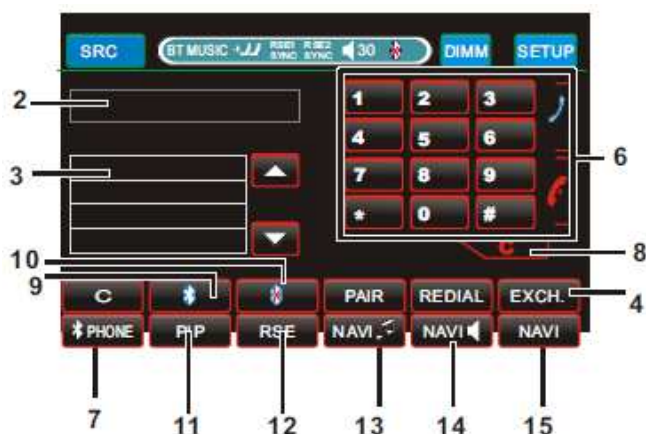 SRC BT MUSIC RSE1 SYNC RSE2 SYNC 30 DIMM SETUP
2
1 2 3
4 5 6
3
6
7 8 9
* 0 #
10
8
C
9
C PAIR REDIAL EXCH.
4
PHONE PIP RSE NAVI NAVI NAVI
7 11 12 13 14 15